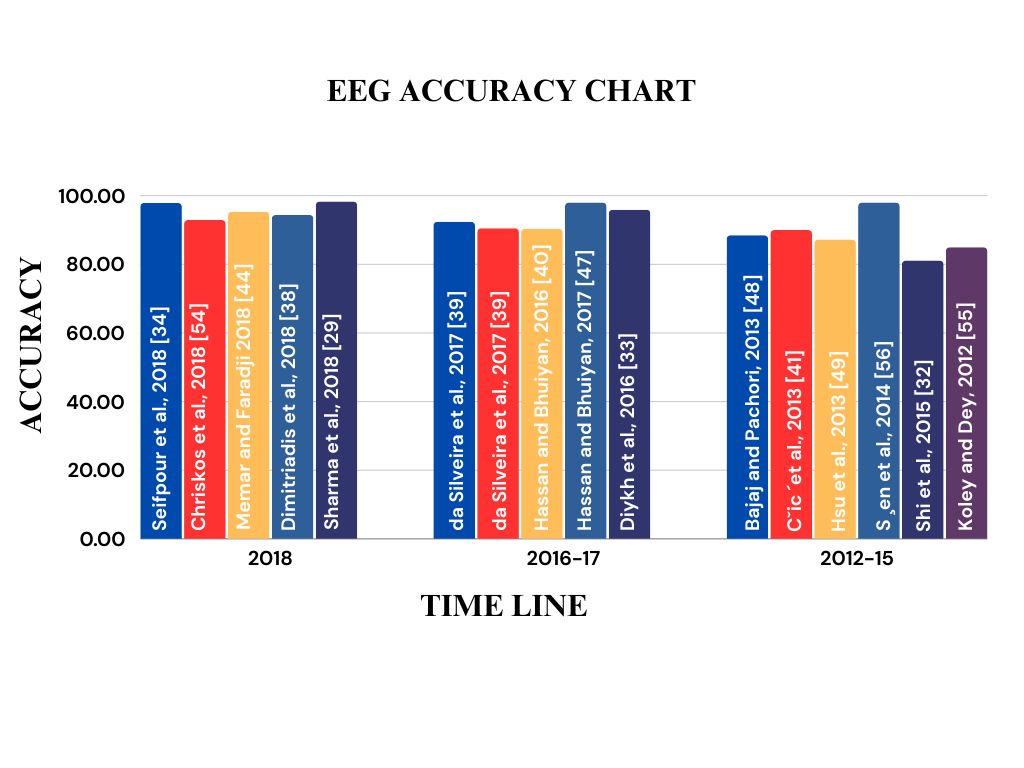 EEG ACCURACY CHART
ACCURACY
100.00
80.00
60.00
40.00
20.00
0.00
Seifpour et al., 2018 [34]
Chriskos et al., 2018 [54]
Memar and Faradji 2018 [44]
Dimitriadis et al., 2018 [38]
Sharma et al., 2018 [29]
da Silveira et al., 2017 [39]
da Silveira et al., 2017 [39]
Hassan and Bhuiyan, 2016 [40]
Hassan and Bhuiyan, 2017 [47]
Diykh et al., 2016 [33]
Bajaj and Pachori, 2013 [48]
C˘ic ´et al., 2013 [41]
Hsu et al., 2013 [49]
S¸en et al., 2014 [56]
Shi et al., 2015 [32]
Koley and Dey, 2012 [55]
2018
2016-17
2012-15
TIME LINE